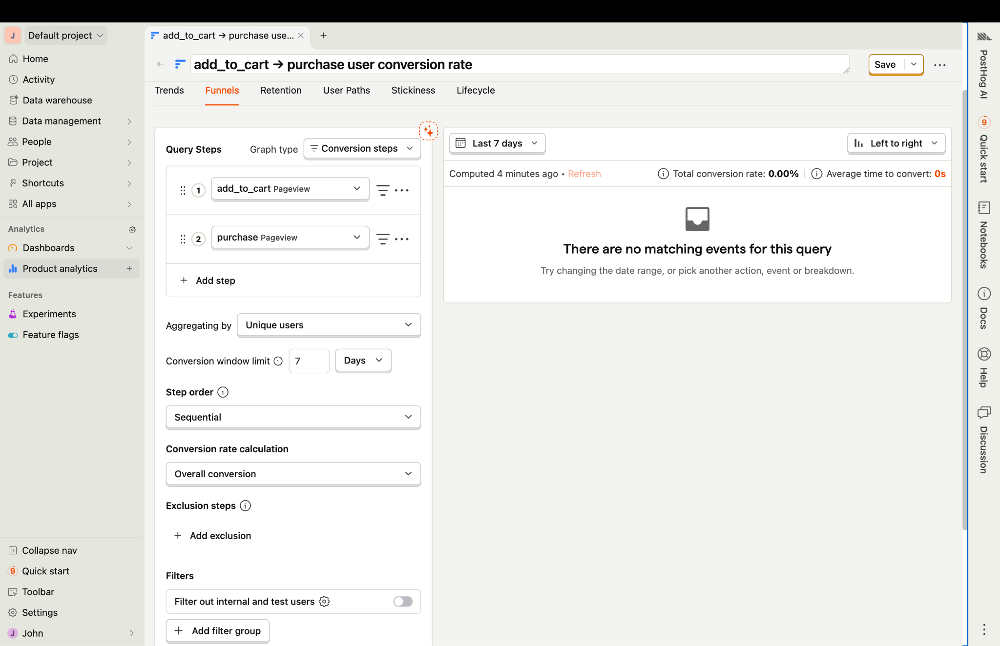 J Default project
Home
Activity
Data warehouse
Data management
People
Project
Shortcuts
All apps
Analytics
Dashboards
Product analytics
Features
Experiments
Feature flags
Collapse nav
9 Quick start
Toolbar
Settings
J John
add_to_cart → purchase use...
add_to_cart → purchase user conversion rate
Save
Trends Funnels Retention User Paths Stickiness Lifecycle
Query Steps Graph type Conversion steps
1 add_to_cart Pageview
2 purchase Pageview
Add step
Aggregating by Unique users
Conversion window limit 7 Days
Step order
Sequential
Conversion rate calculation
Overall conversion
Exclusion steps
Add exclusion
Filters
Filter out internal and test users
Add filter group
Last 7 days Left to right
Computed 4 minutes ago • Refresh Total conversion rate: 0.00% Average time to convert: 0s
There are no matching events for this query
Try changing the date range, or pick another action, event or breakdown.
PostHog AI
9 Quick start
Notebooks
Docs
Help
Discussion